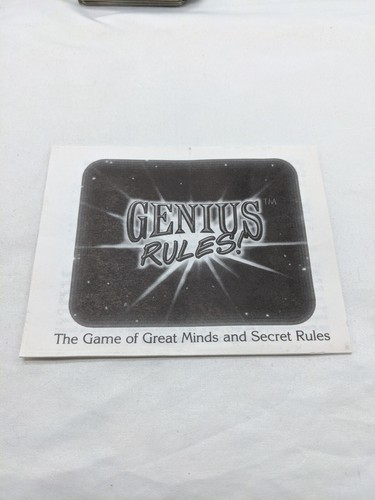 GENIUS™
RULES!
The Game of Great Minds and Secret Rules